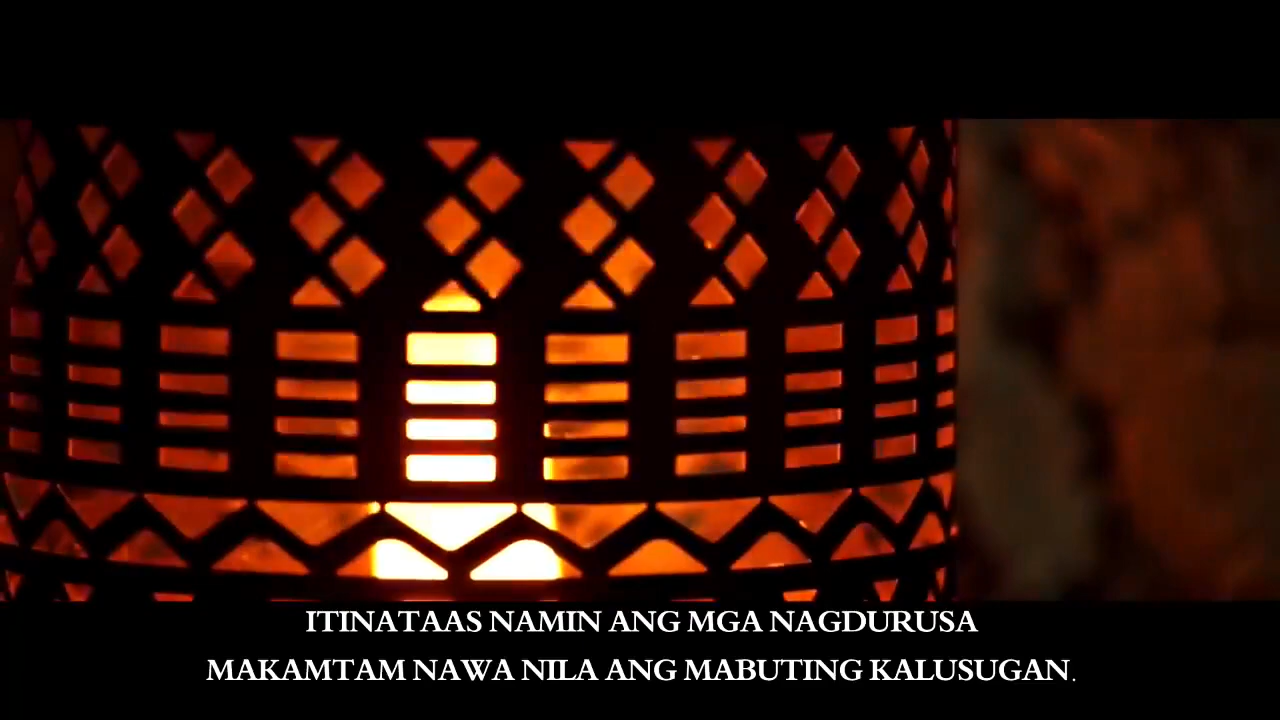 ITINATAAS NAMIN ANG MGA NAGDURUSA
MAKAMTAM NAWA NILA ANG MABUTING KALUSUGAN.